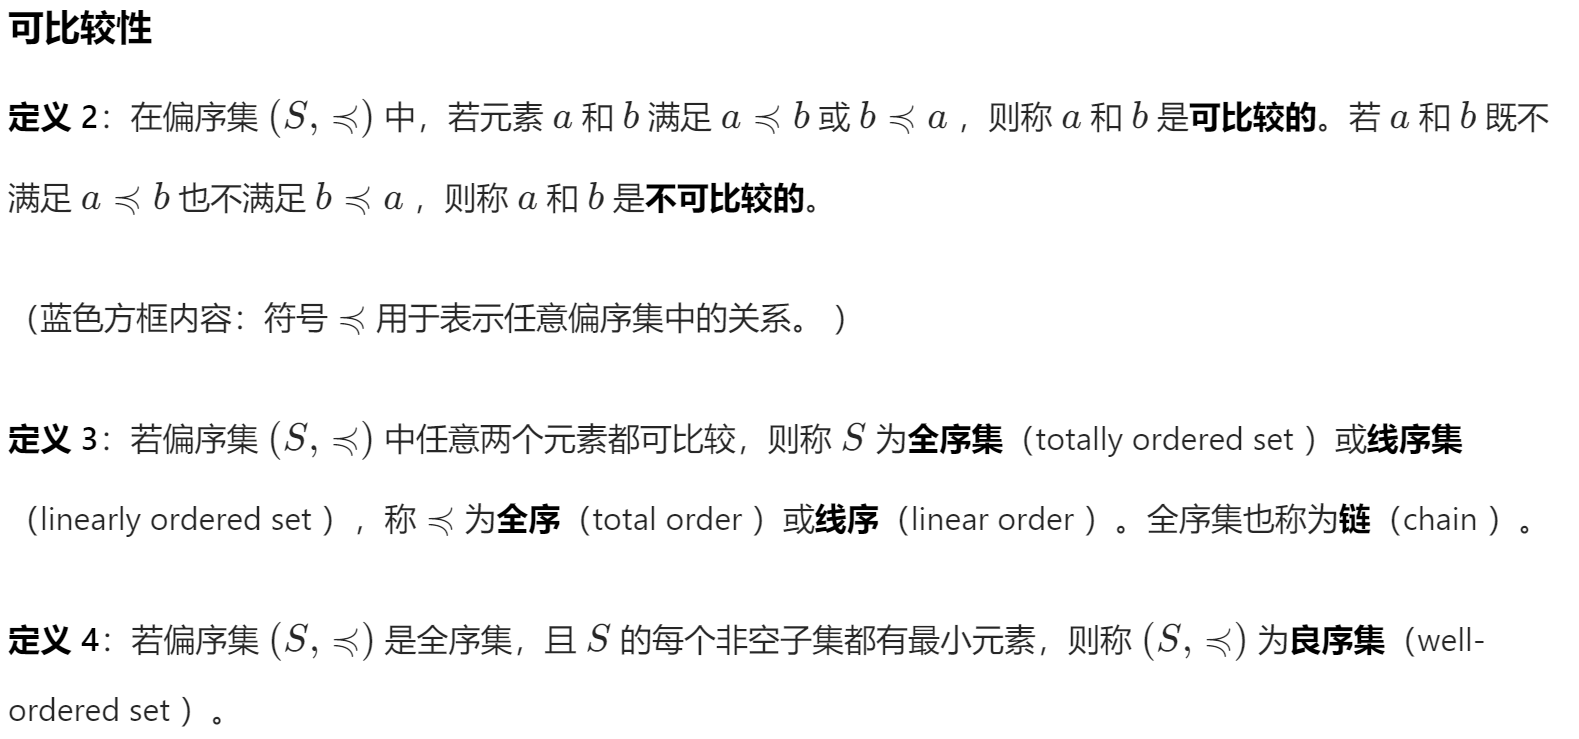 可比较性
定义 2：在偏序集 (S, ≼) 中，若元素 a 和 b 满足 a ≼ b 或 b ≼ a ，则称 a 和 b 是可比较的。若 a 和 b 既不
满足 a ≼ b 也不满足 b ≼ a ，则称 a 和 b 是不可比较的。
（蓝色方框内容：符号 ≼ 用于表示任意偏序集中的关系。 ）
定义 3：若偏序集 (S, ≼) 中任意两个元素都可比较，则称 S 为全序集（totally ordered set ）或线序集
（linearly ordered set ），称 ≼ 为全序（total order ）或线序（linear order ）。全序集也称为链（chain ）。
定义 4：若偏序集 (S, ≼) 是全序集，且 S 的每个非空子集都有最小元素，则称 (S, ≼) 为良序集（well-
ordered set ）。